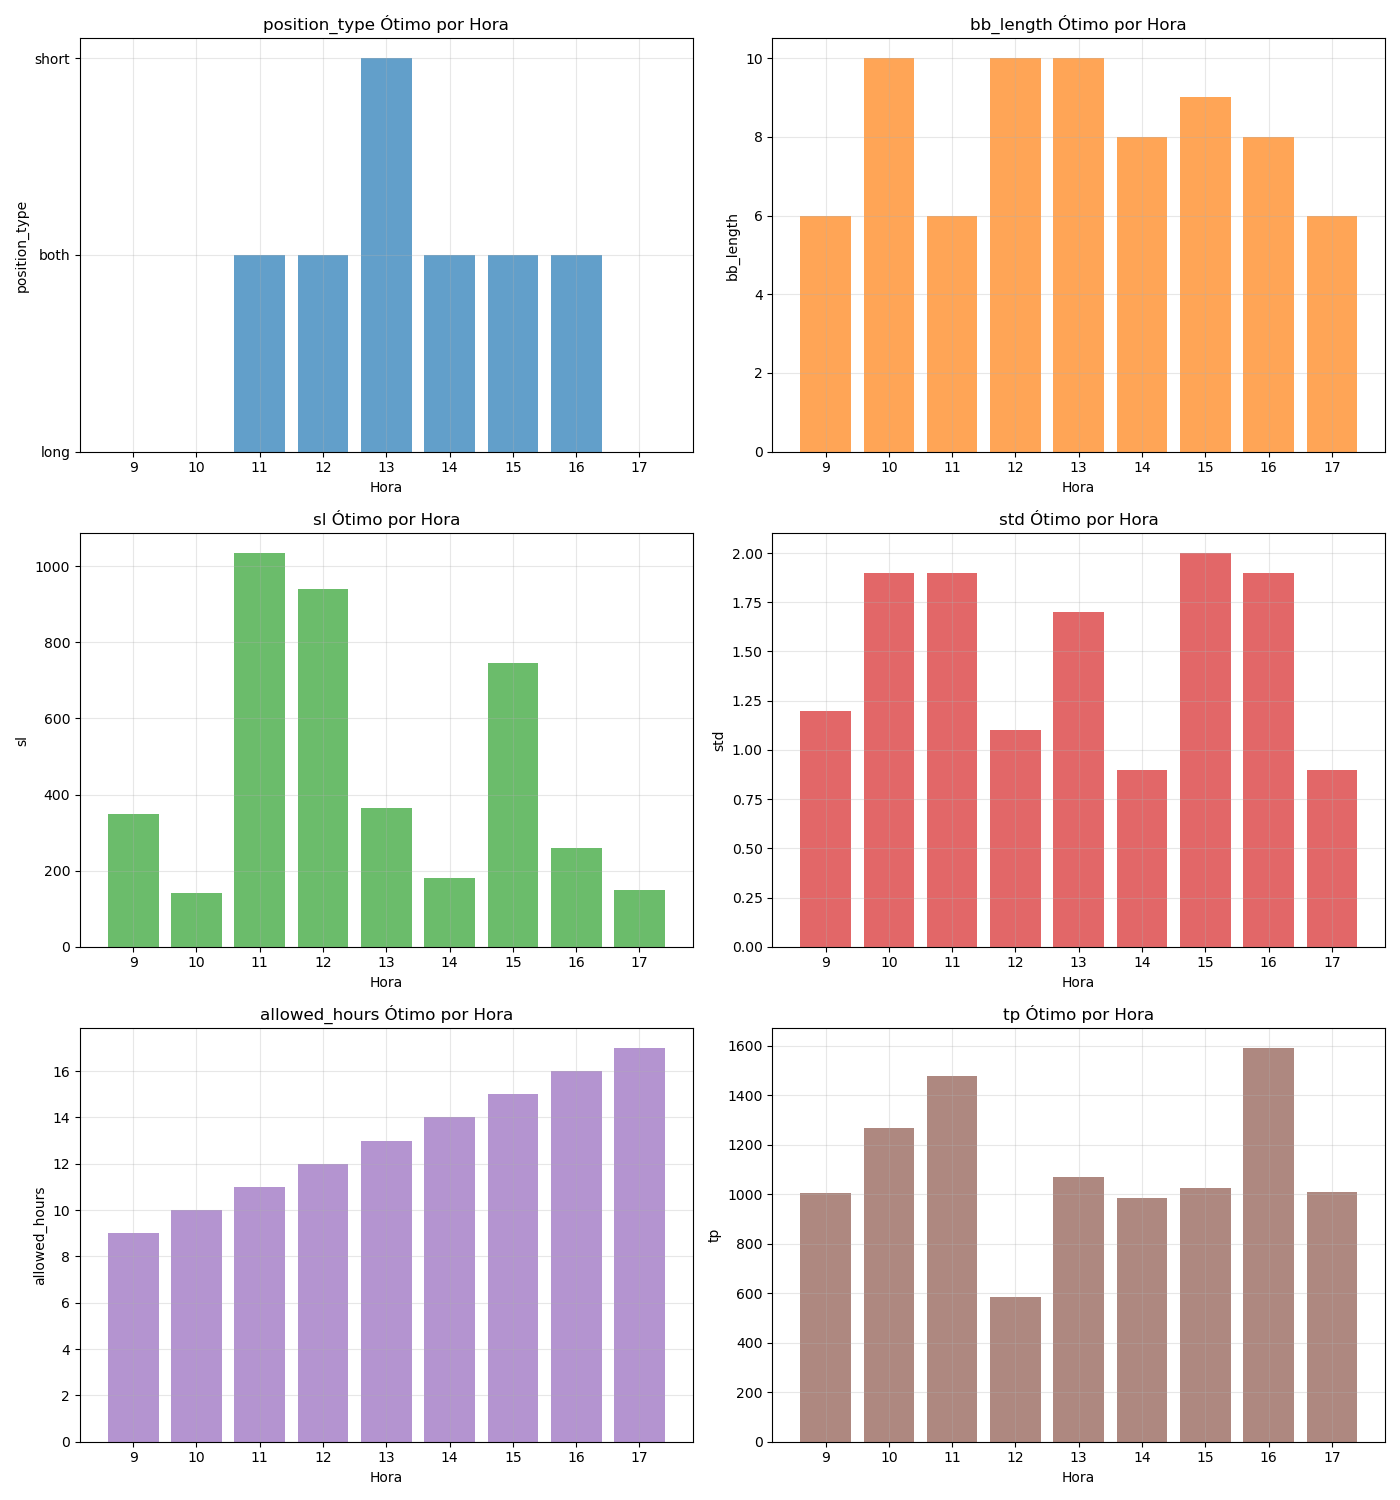 position_type Ótimo por Hora
short
both
long
position_type
9 10 11 12 13 14 15 16 17
Hora
bb_length Ótimo por Hora
10
8
6
4
2
0
bb_length
9 10 11 12 13 14 15 16 17
Hora
sl Ótimo por Hora
1000
800
600
400
200
0
sl
9 10 11 12 13 14 15 16 17
Hora
std Ótimo por Hora
2.00
1.75
1.50
1.25
1.00
0.75
0.50
0.25
0.00
std
9 10 11 12 13 14 15 16 17
Hora
allowed_hours Ótimo por Hora
16
14
12
10
8
6
4
2
0
allowed_hours
9 10 11 12 13 14 15 16 17
Hora
tp Ótimo por Hora
1600
1400
1200
1000
800
600
400
200
0
tp
9 10 11 12 13 14 15 16 17
Hora